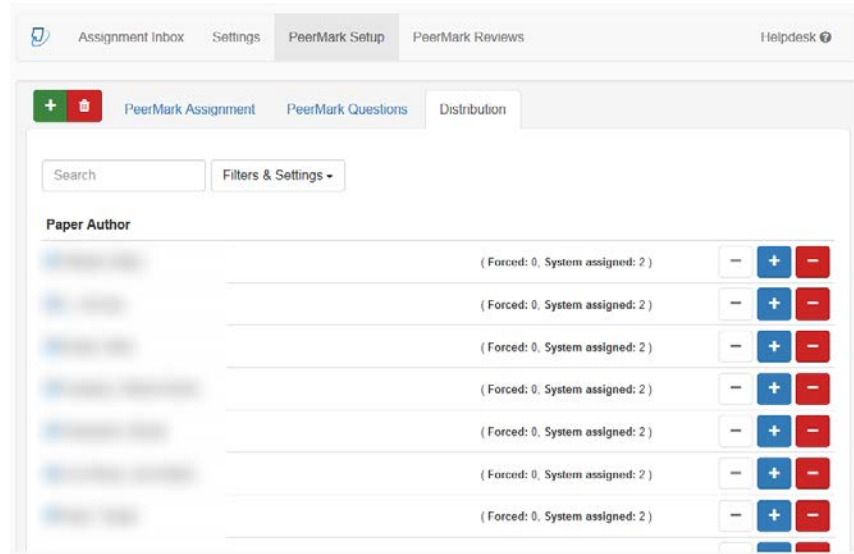 Assignment Inbox Settings PeerMark Setup PeerMark Reviews Helpdesk
PeerMark Assignment PeerMark Questions Distribution
Search Filters & Settings
Paper Author
( Forced: 0, System assigned: 2 )
( Forced: 0, System assigned: 2 )
( Forced: 0, System assigned: 2 )
( Forced: 0, System assigned: 2 )
( Forced: 0, System assigned: 2 )
( Forced: 0, System assigned: 2 )
( Forced: 0, System assigned: 2 )